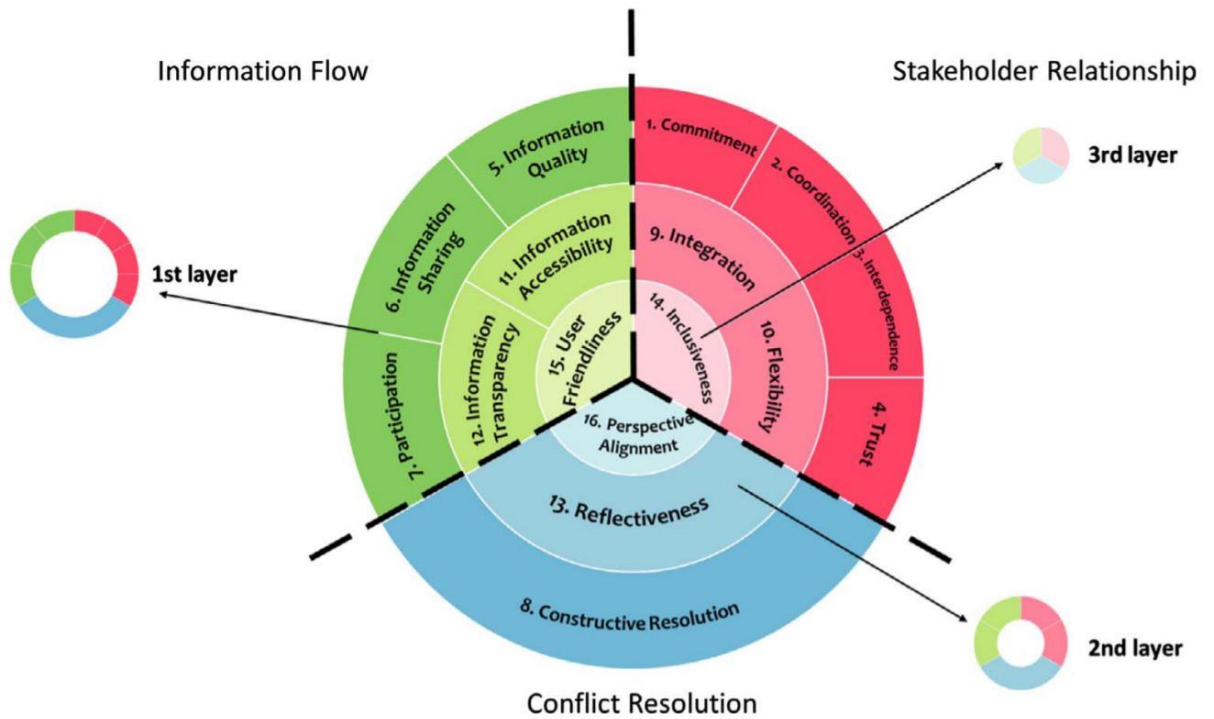 Information Flow
Stakeholder Relationship
5. Information
Quality
1. Commitment
2. Coordination
3. Interdependence
3rd layer
6. Information
Sharing
11. Information
Accessibility
9. Integration
1st layer
15. User
Friendliness
14. Inclusiveness
10. Flexibility
12. Information
Transparency
7. Participation
4. Trust
16. Perspective
Alignment
13. Reflectiveness
8. Constructive Resolution
2nd layer
Conflict Resolution